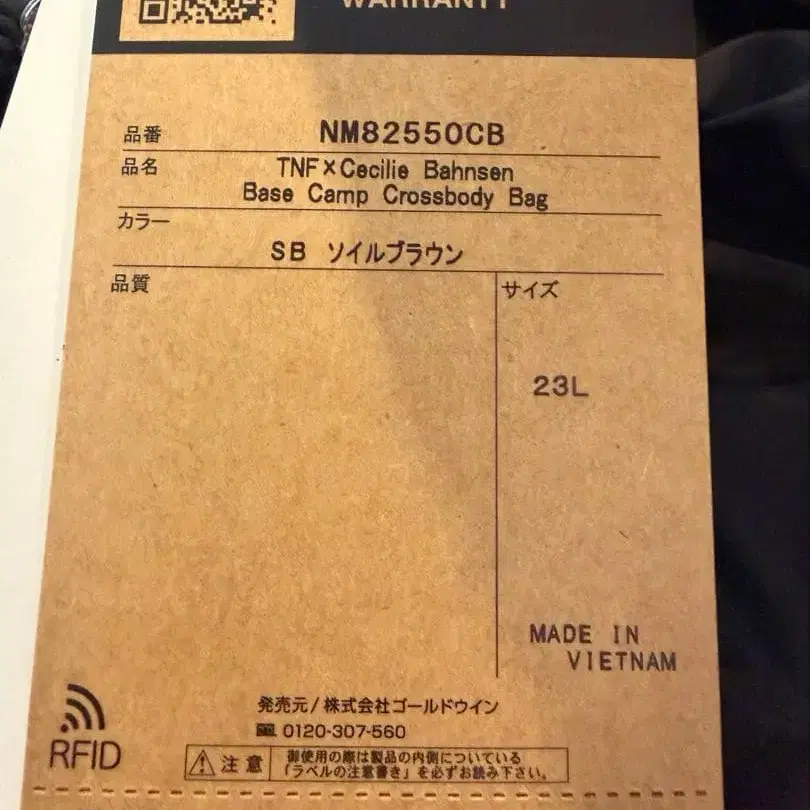 WARRANTY
品番 NM82550CB
品名 TNF×Cecilie Bahnsen
Base Camp Crossbody Bag
カラー
SB ソイルブラウン
品質
サイズ
23L
MADE IN
VIETNAM
発売元/株式会社ゴールドウイン
0120-307-560
RFID
注意
御使用の際は製品の内側についている
「ラベルの注意書き」を必ずお読み下さい。